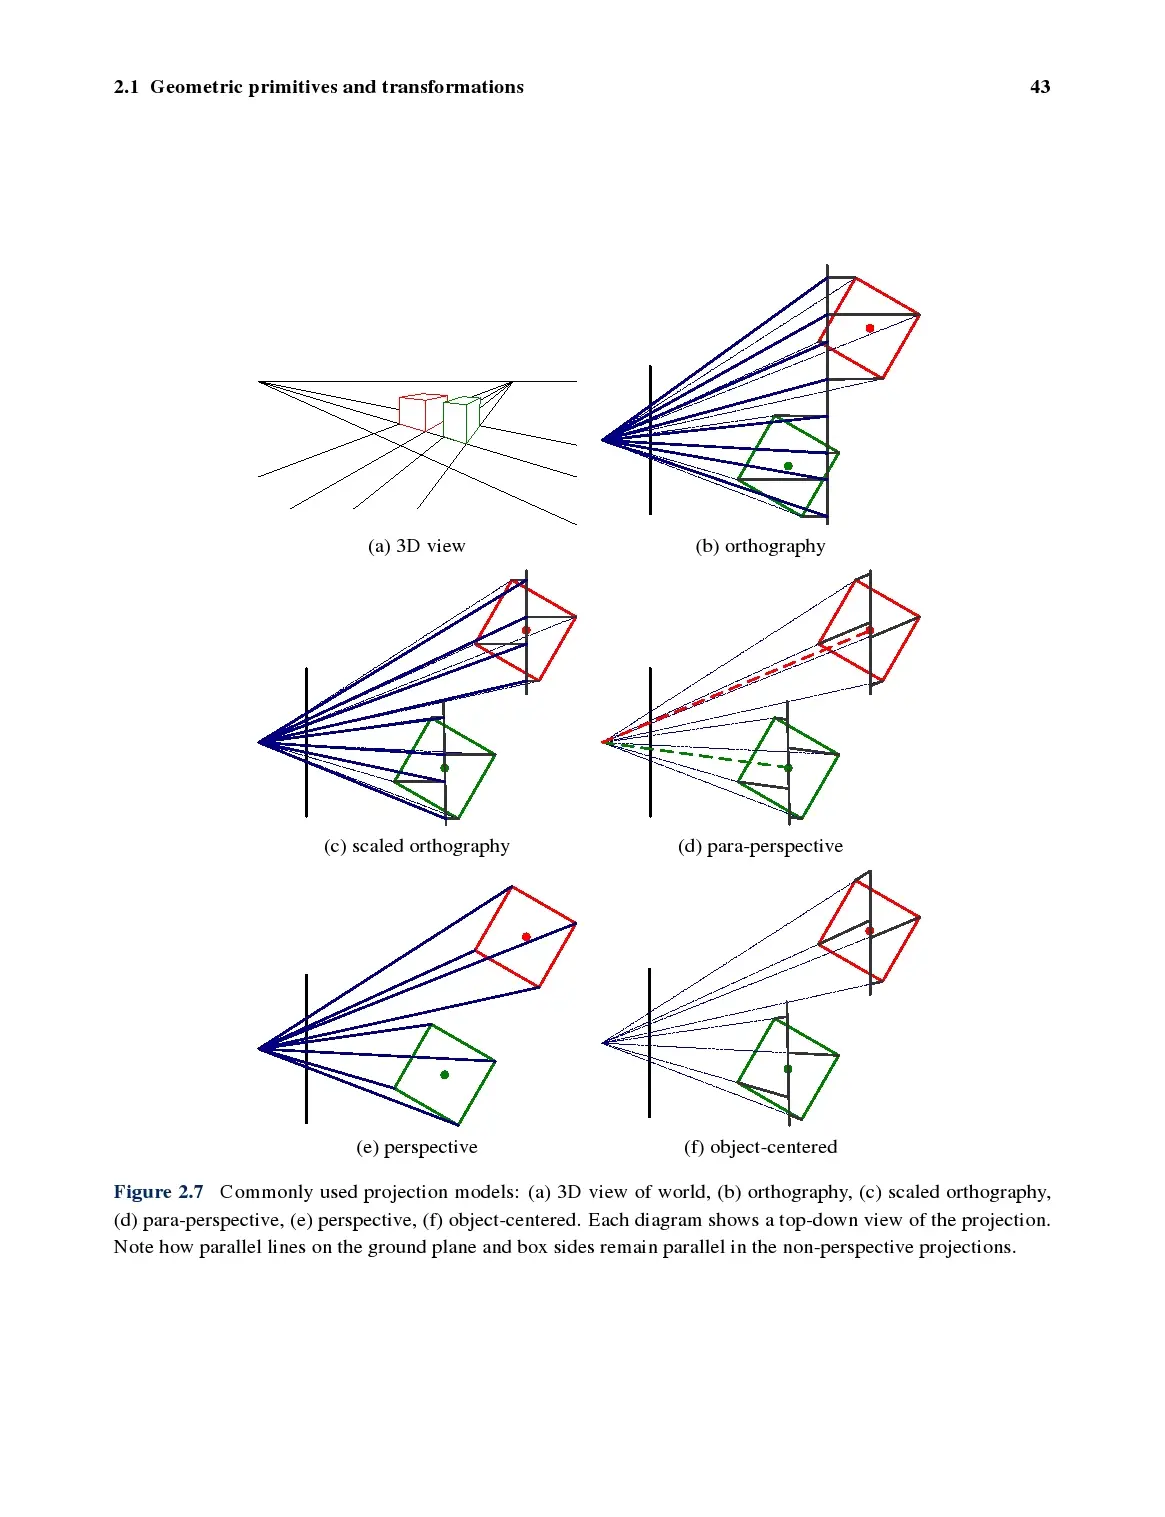 2.1 Geometric primitives and transformations 43
(a) 3D view
(b) orthography
(c) scaled orthography
(d) para-perspective
(e) perspective
(f) object-centered
Figure 2.7 Commonly used projection models: (a) 3D view of world, (b) orthography, (c) scaled orthography,
(d) para-perspective, (e) perspective, (f) object-centered. Each diagram shows a top-down view of the projection.
Note how parallel lines on the ground plane and box sides remain parallel in the non-perspective projections.